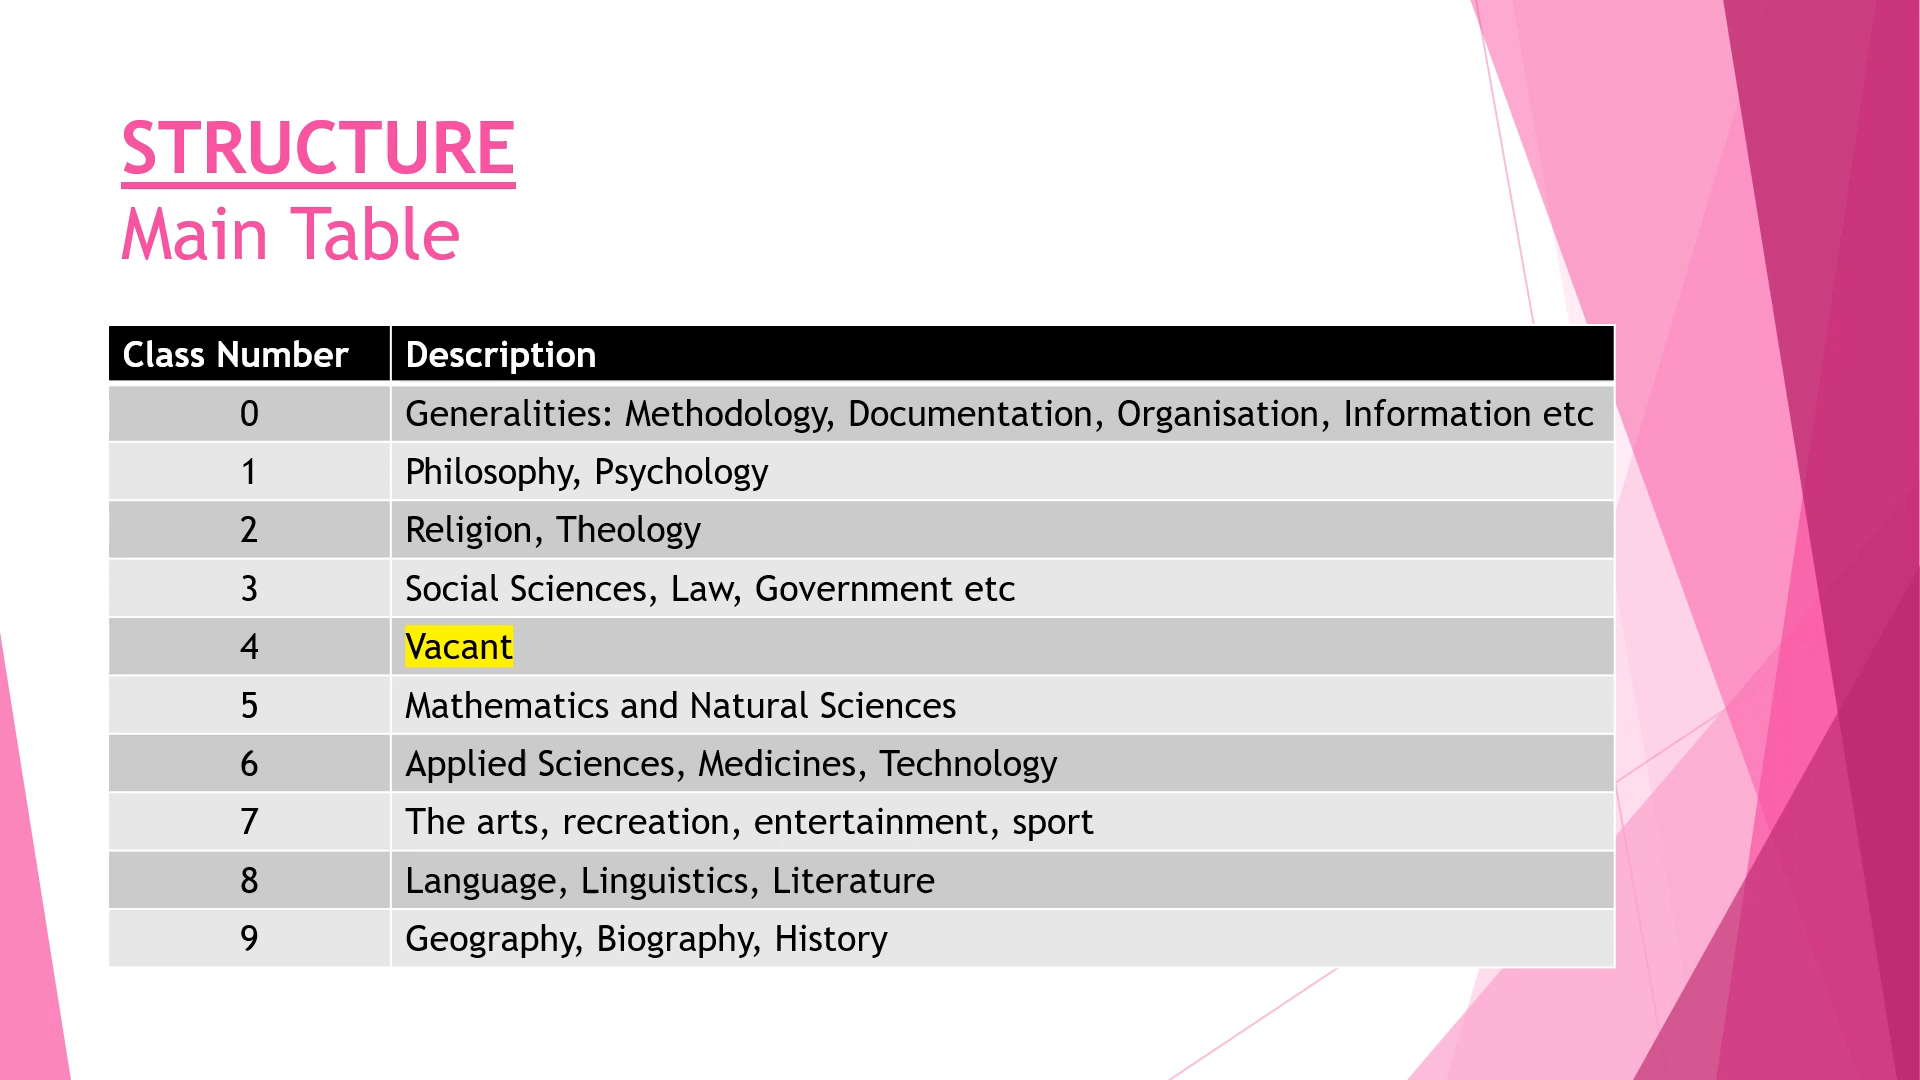 STRUCTURE
Main Table
Class Number Description
0 Generalities: Methodology, Documentation, Organisation, Information etc
1 Philosophy, Psychology
2 Religion, Theology
3 Social Sciences, Law, Government etc
4 Vacant
5 Mathematics and Natural Sciences
6 Applied Sciences, Medicines, Technology
7 The arts, recreation, entertainment, sport
8 Language, Linguistics, Literature
9 Geography, Biography, History